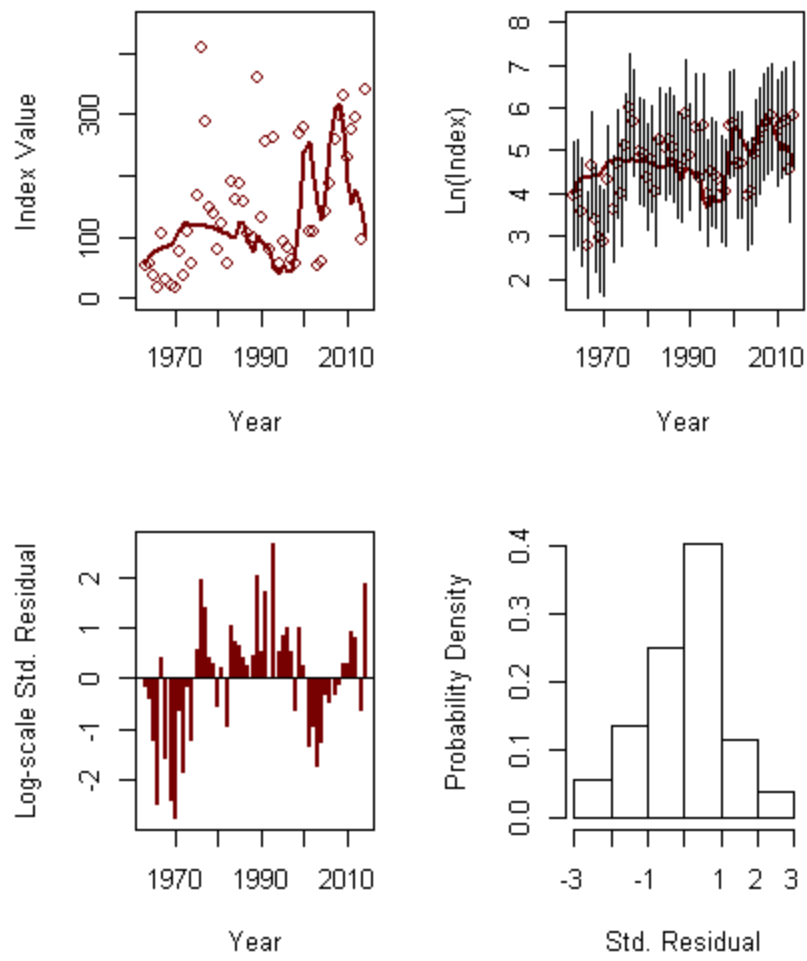 Index Value
300
100
0
1970 1990 2010
Year
Ln(Index)
8
7
6
5
4
3
2
1970 1990 2010
Year
Log-scale Std. Residual
2
1
0
-1
-2
1970 1990 2010
Year
Probability Density
0.4
0.3
0.2
0.1
0.0
-3 -1 1 2 3
Std. Residual